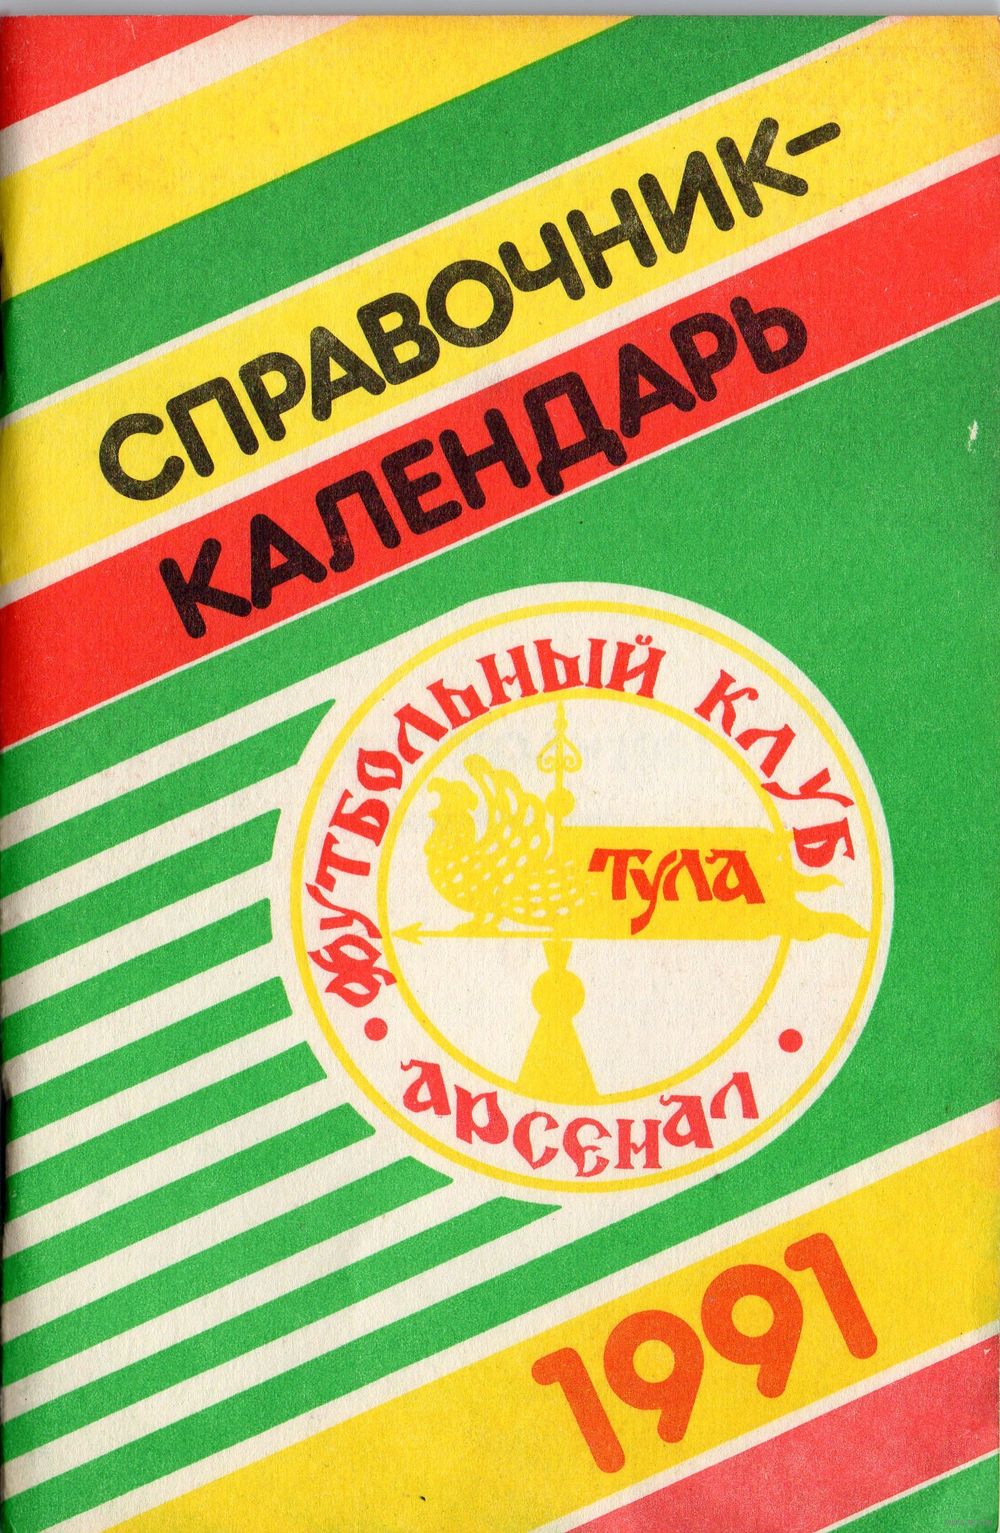 СПРАВОЧНИК-
КАЛЕНДАРЬ
ФУТБОЛЬНЫЙ КЛУБ
ТУЛА
АРСЕНАЛ
1991